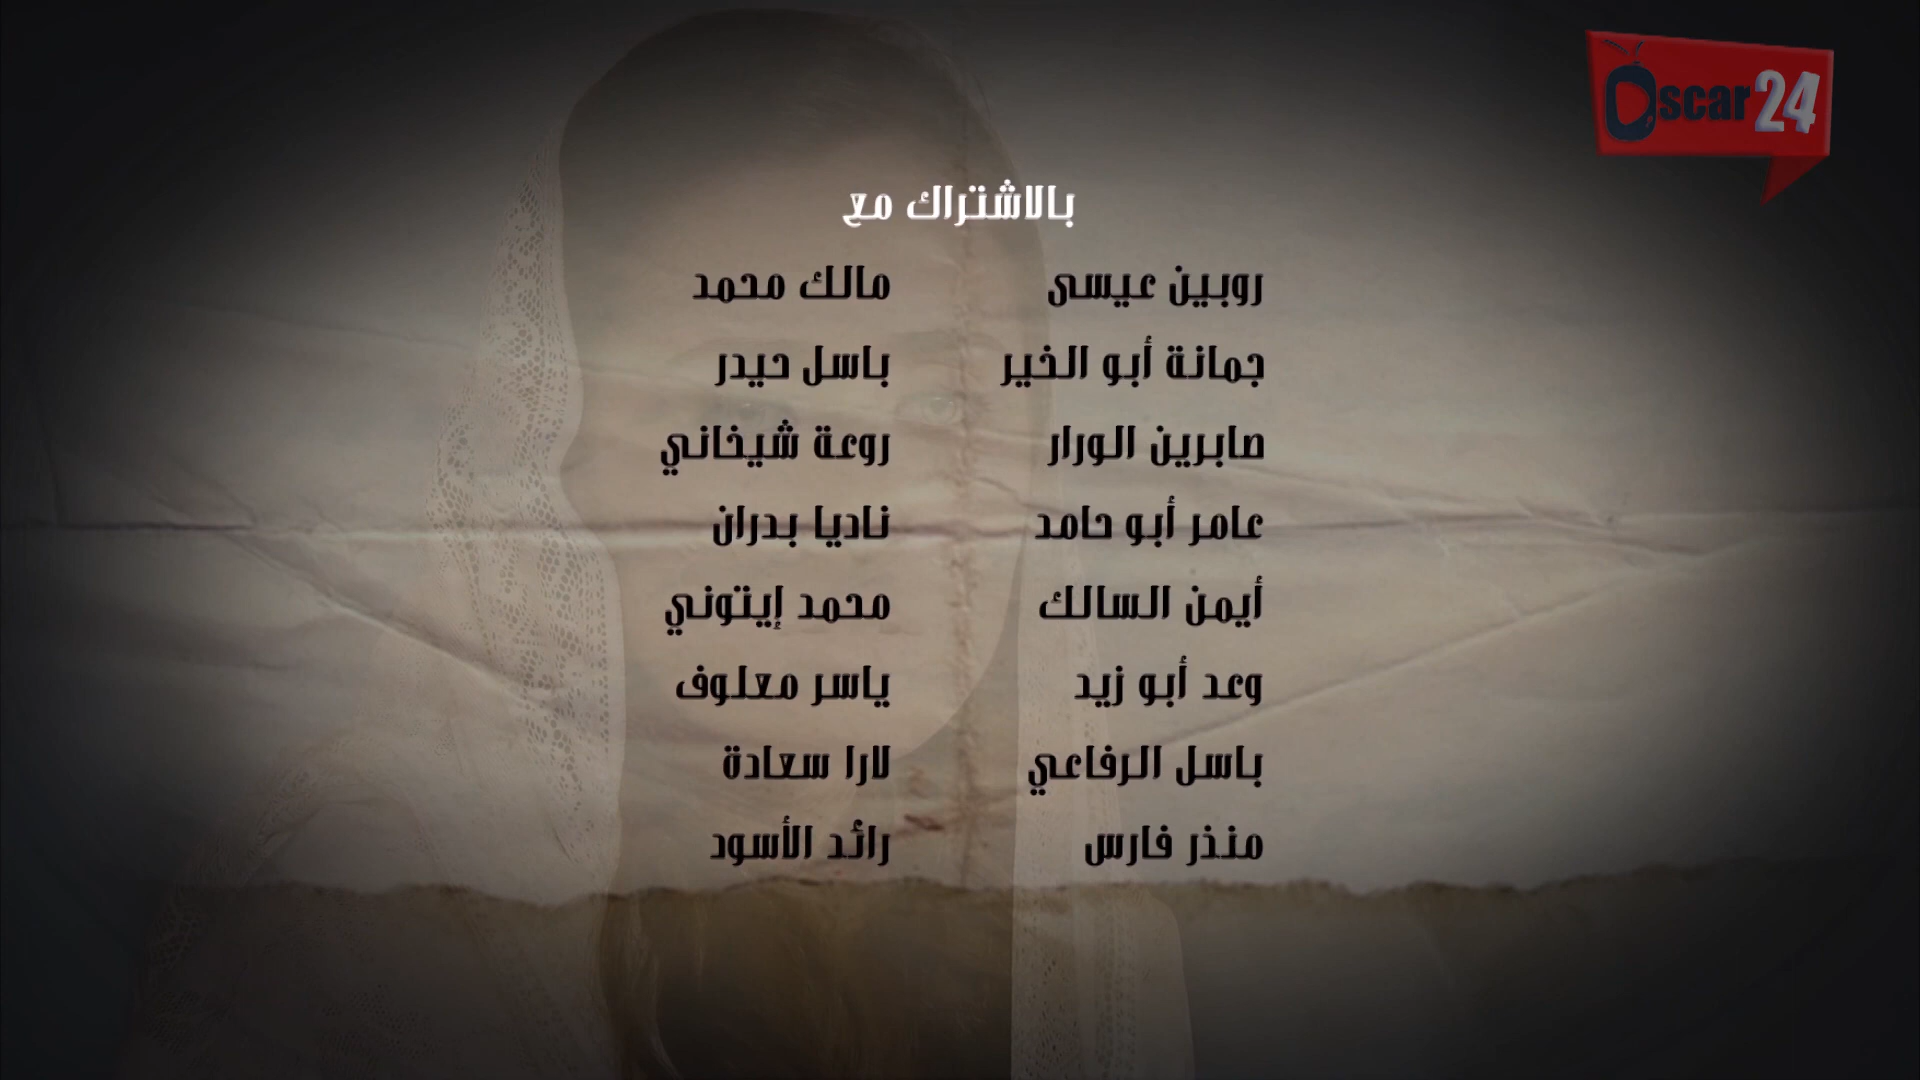 Oscar24
بالاشتراك مع
روبين عيسى مالك محمد
جمانة أبو الخير باسل حيدر
صابرين الورار روعة شيخاني
عامر أبو حامد ناديا بدران
أيمن السالك محمد إيتوني
وعد أبو زيد ياسر معلوف
باسل الرفاعي لارا سعادة
منذر فارس رائد الأسود